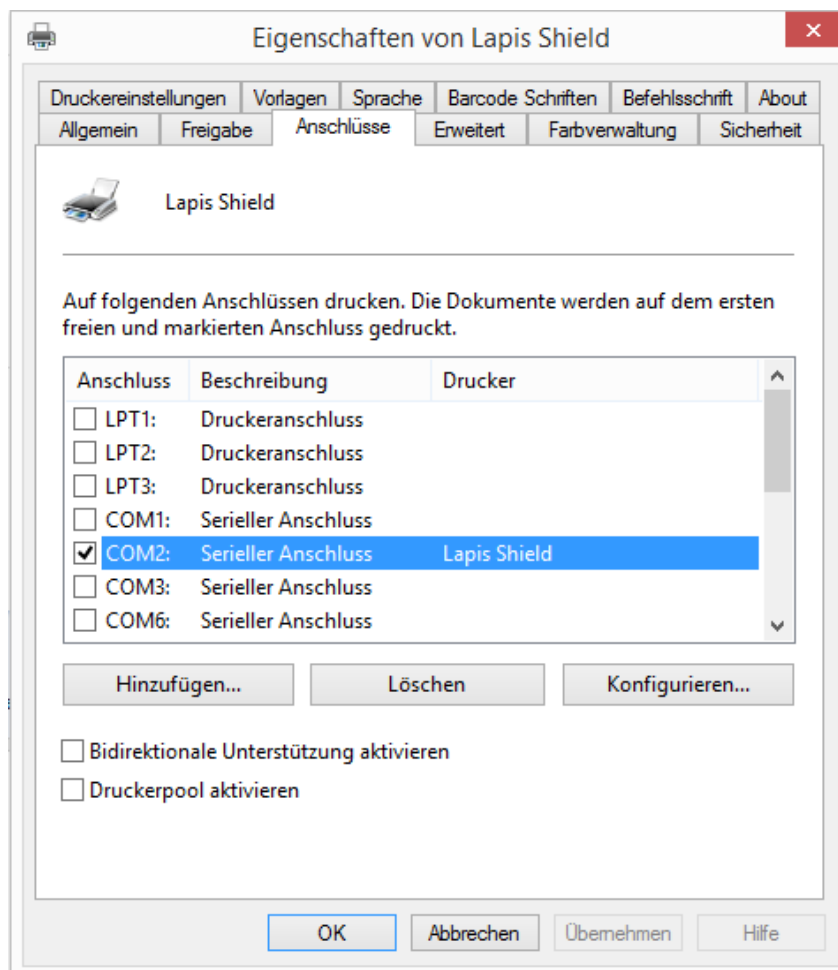 Eigenschaften von Lapis Shield
Druckereinstellungen Vorlagen Sprache Barcode Schriften Befehlsschrift About
Allgemein Freigabe Anschlüsse Erweitert Farbverwaltung Sicherheit
Lapis Shield
Auf folgenden Anschlüssen drucken. Die Dokumente werden auf dem ersten
freien und markierten Anschluss gedruckt.
Anschluss Beschreibung Drucker
LPT1: Druckeranschluss
LPT2: Druckeranschluss
LPT3: Druckeranschluss
COM1: Serieller Anschluss
COM2: Serieller Anschluss Lapis Shield
COM3: Serieller Anschluss
COM6: Serieller Anschluss
Hinzufügen... Löschen Konfigurieren...
Bidirektionale Unterstützung aktivieren
Druckerpool aktivieren
OK Abbrechen Übernehmen Hilfe